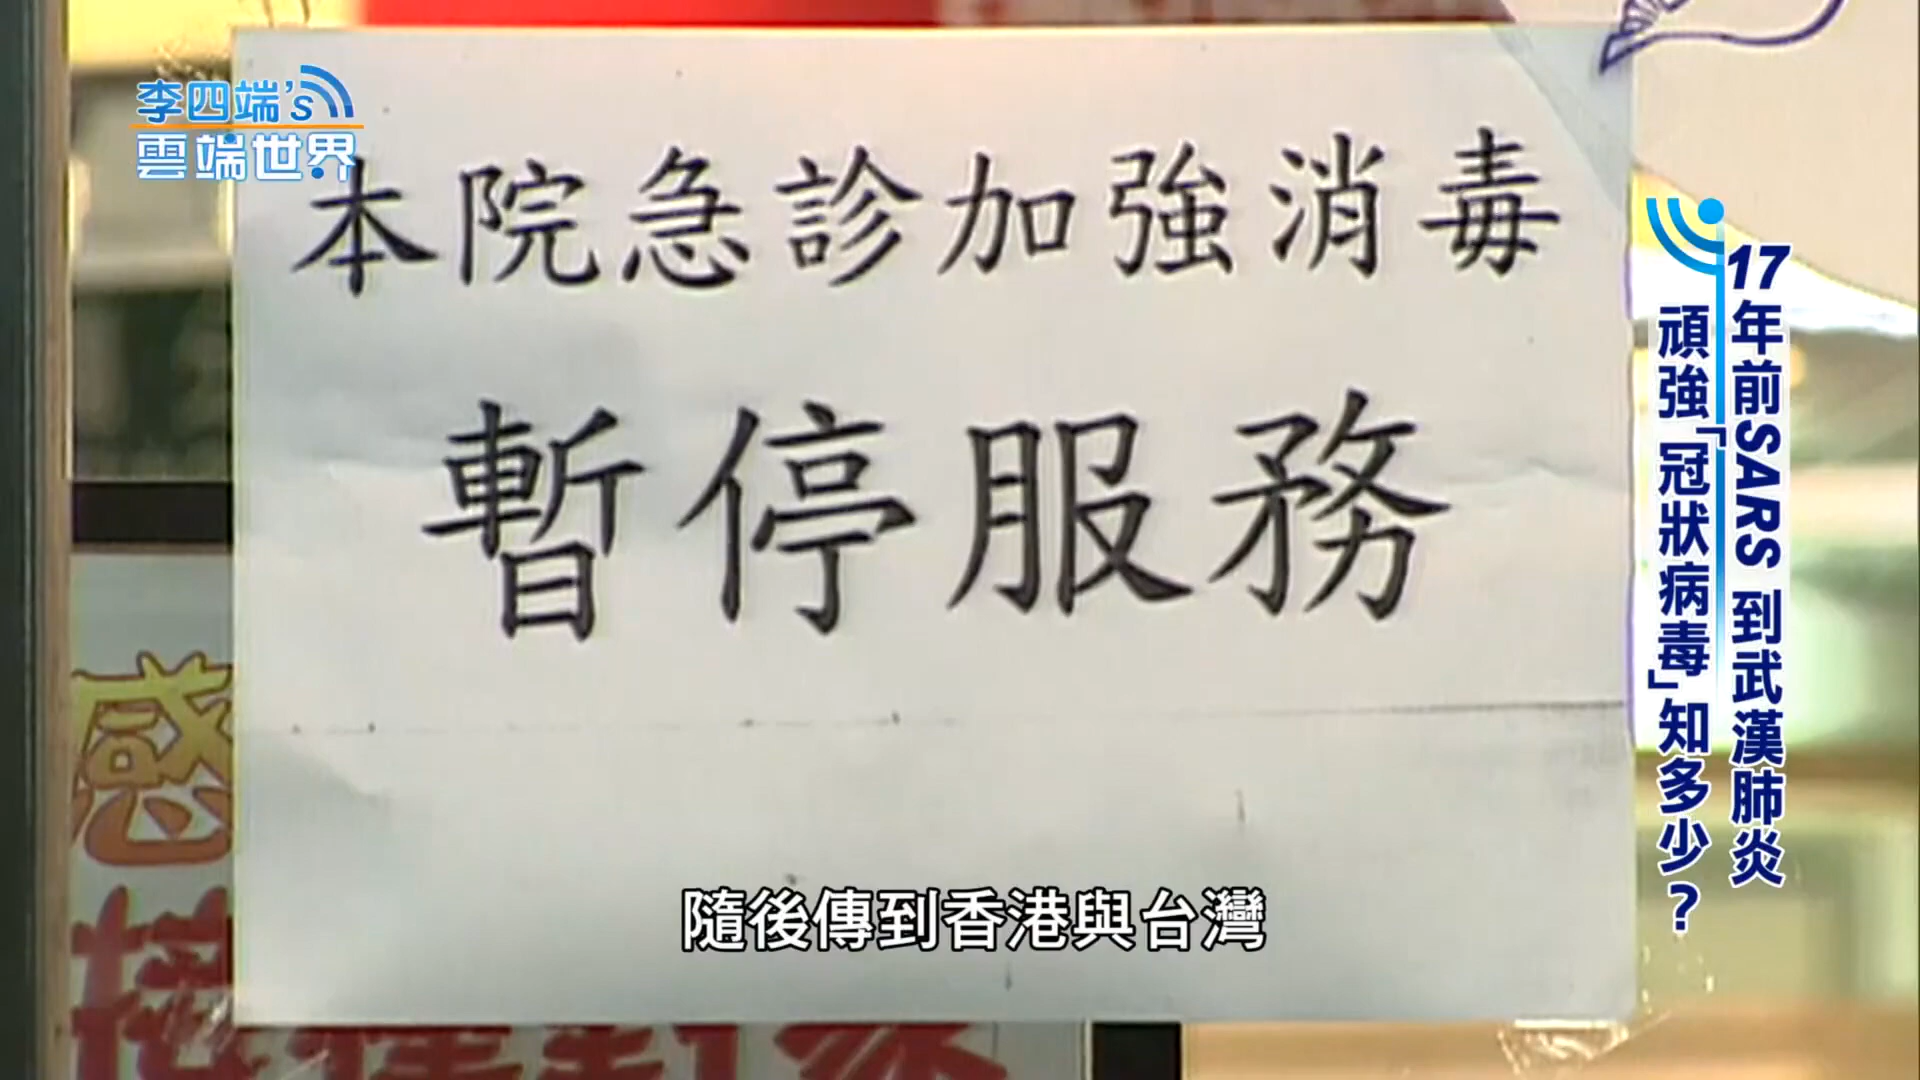 李四端's
雲端世界
本院急診加強消毒
暫停服務
17年前SARS 到武漢肺炎
頑強「冠狀病毒」知多少？
感
隨後傳到香港與台灣